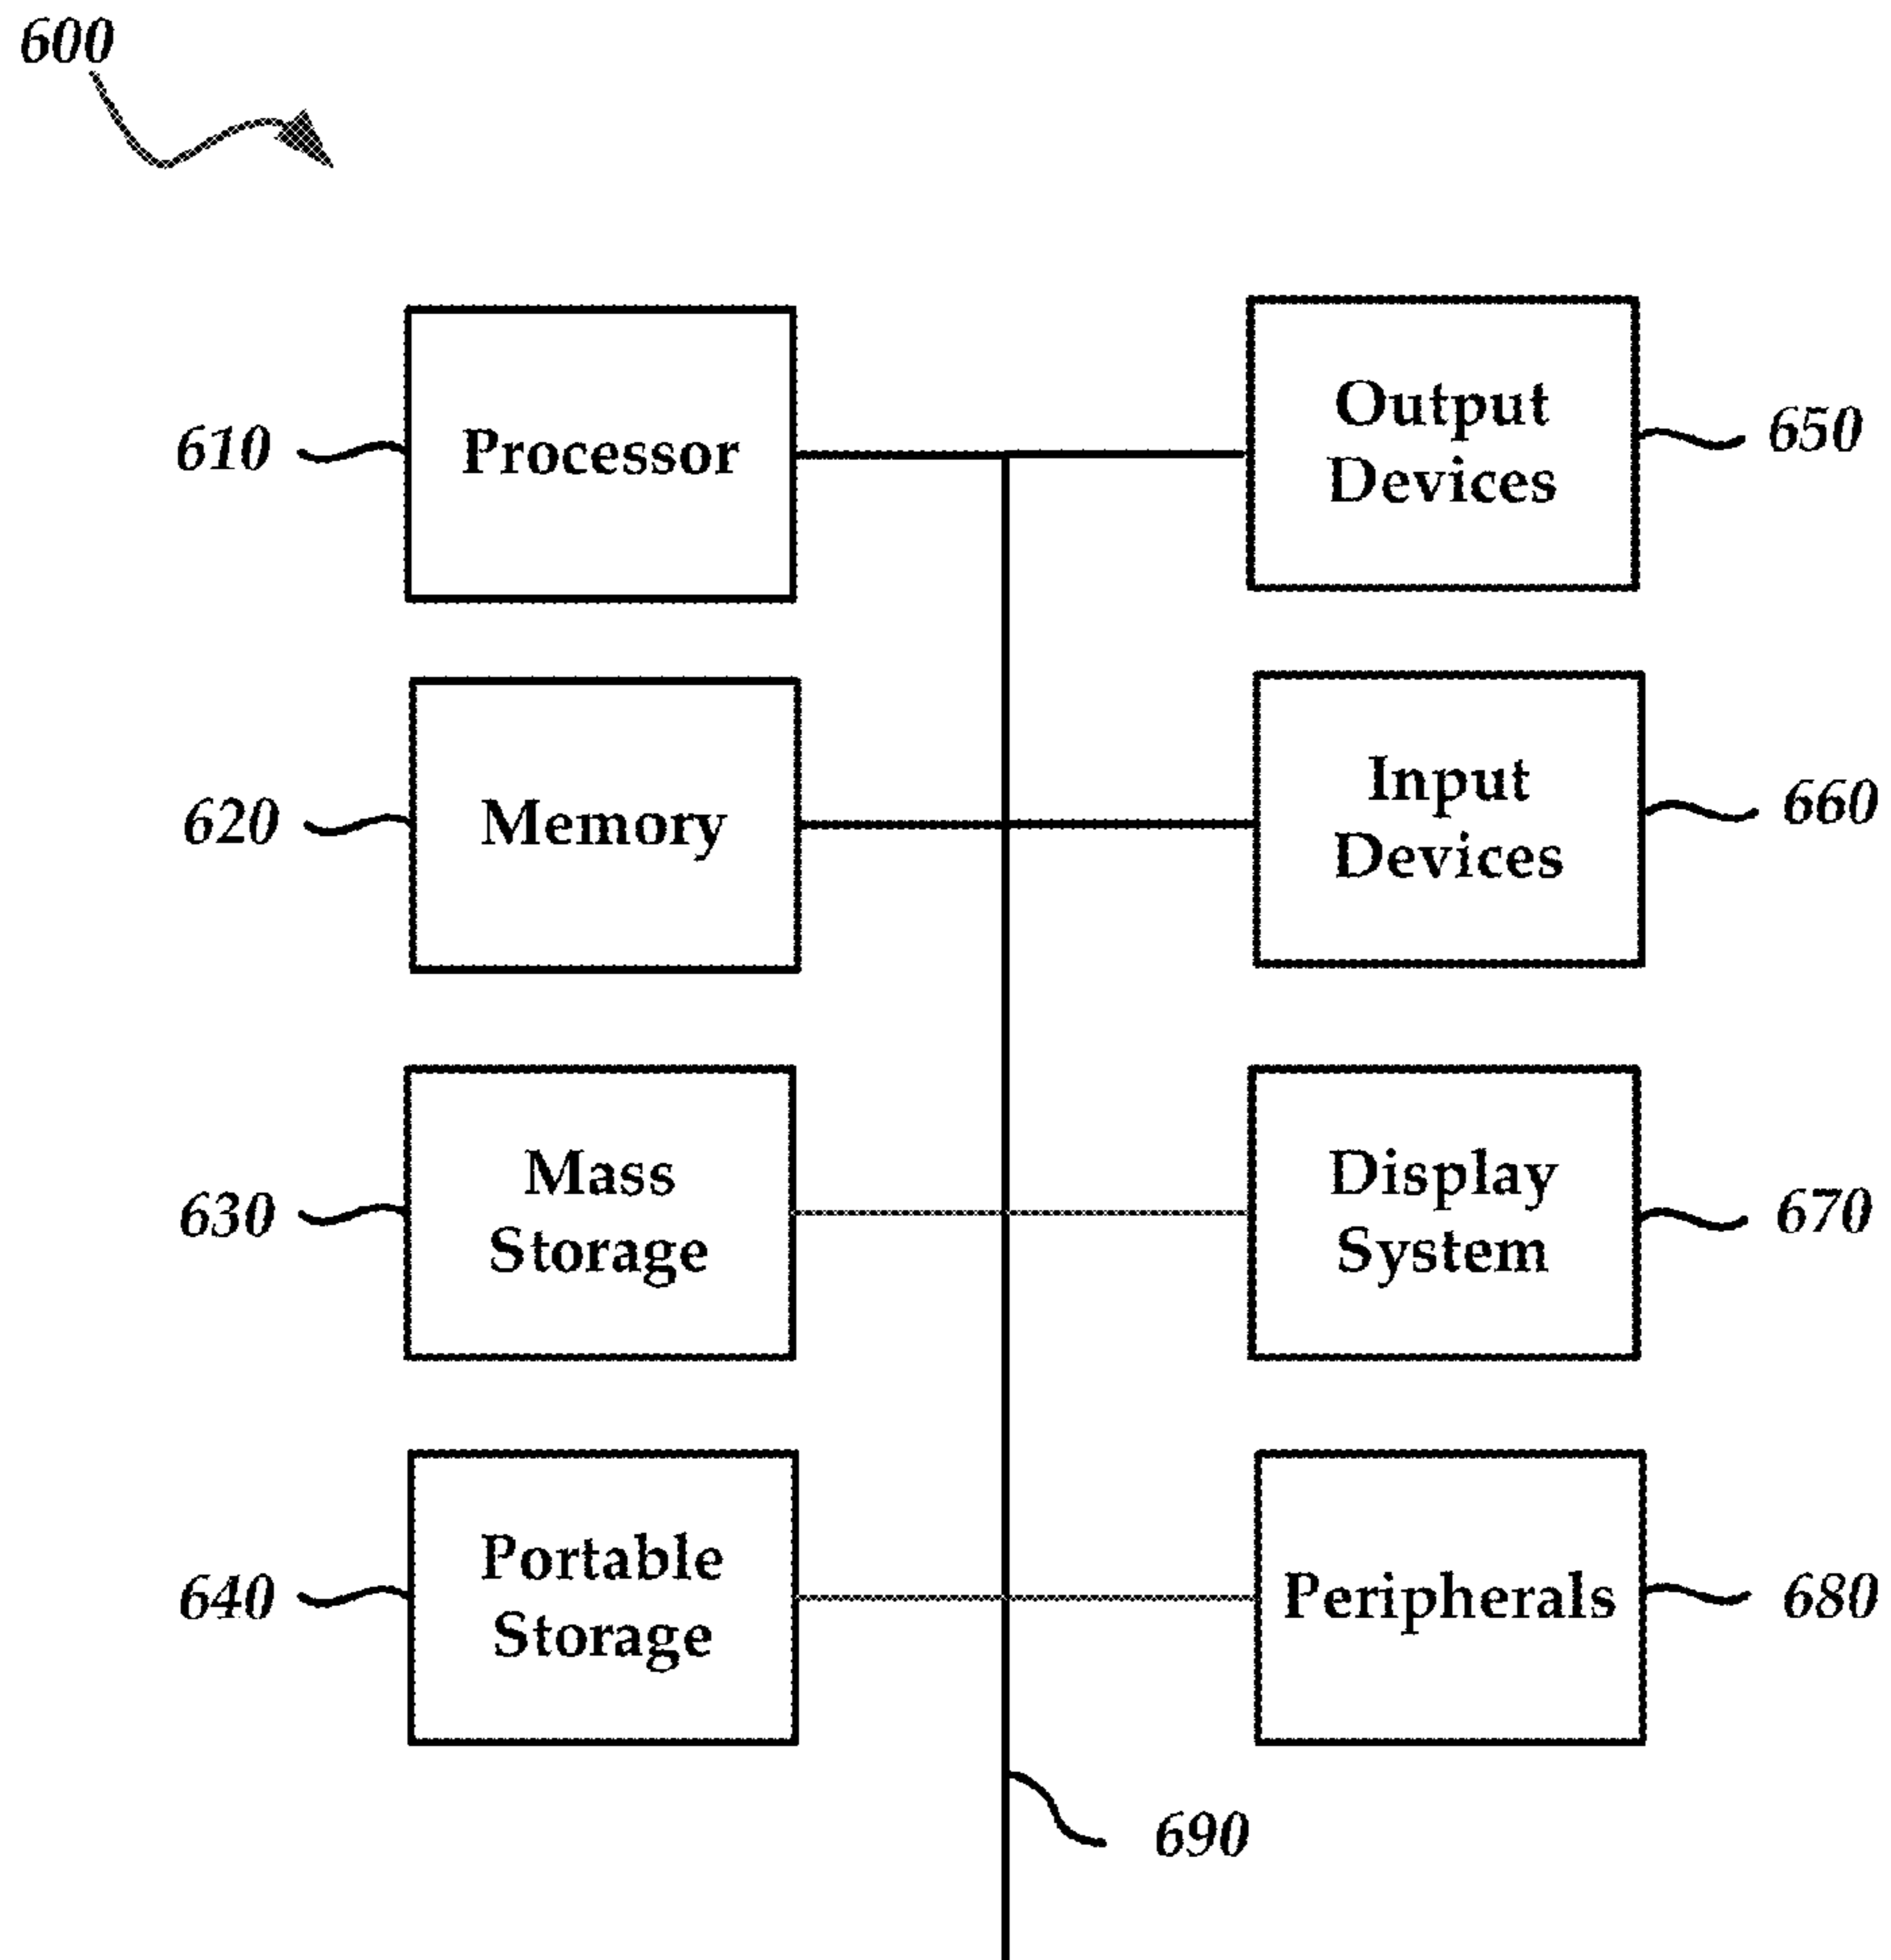 600
610
Processor
Output
Devices
650
620
Memory
Input
Devices
660
630
Mass
Storage
Display
System
670
640
Portable
Storage
Peripherals
680
690